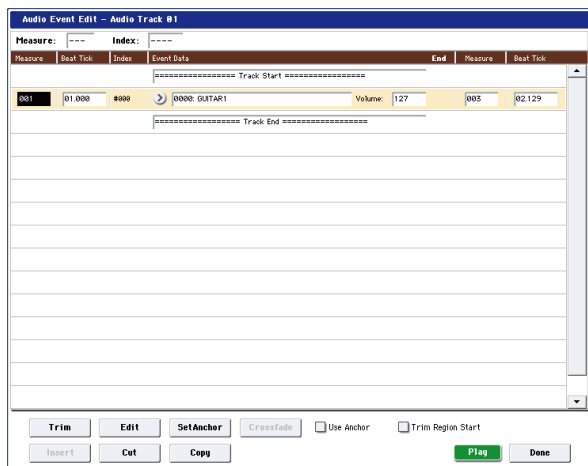 Audio Event Edit - Audio Track 01
Measure: --- Index: ----
Measure Beat Tick Index Event Data End Measure Beat Tick
================= Track Start =================
001 01.000 #000 0000: GUITAR1 Volume: 127 003 02.129
================== Track End ==================
Trim Edit SetAnchor Crossfade Use Anchor Trim Region Start
Insert Cut Copy Play Done